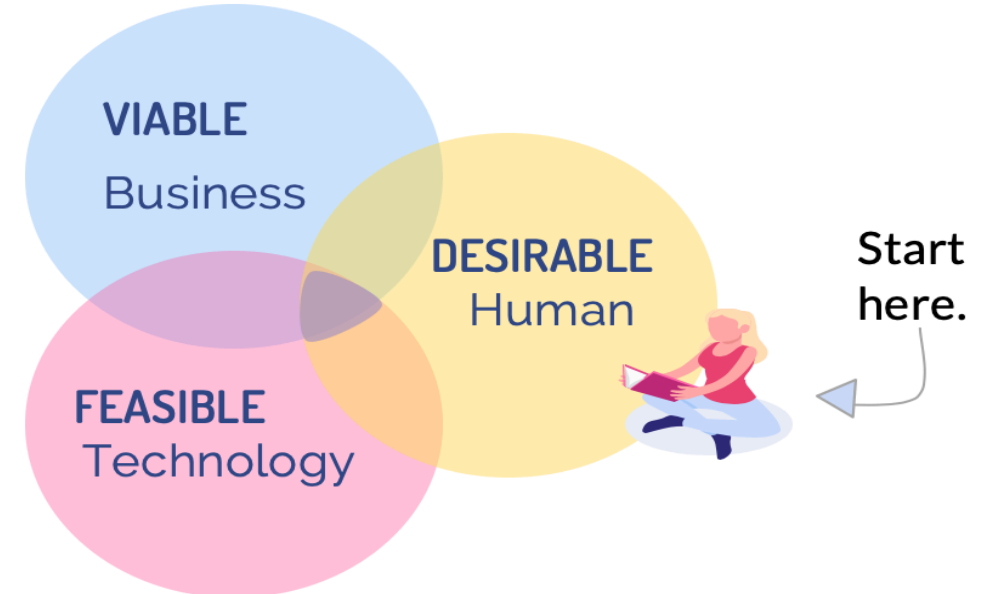 VIABLE
Business
DESIRABLE
Human
FEASIBLE
Technology
Start
here.